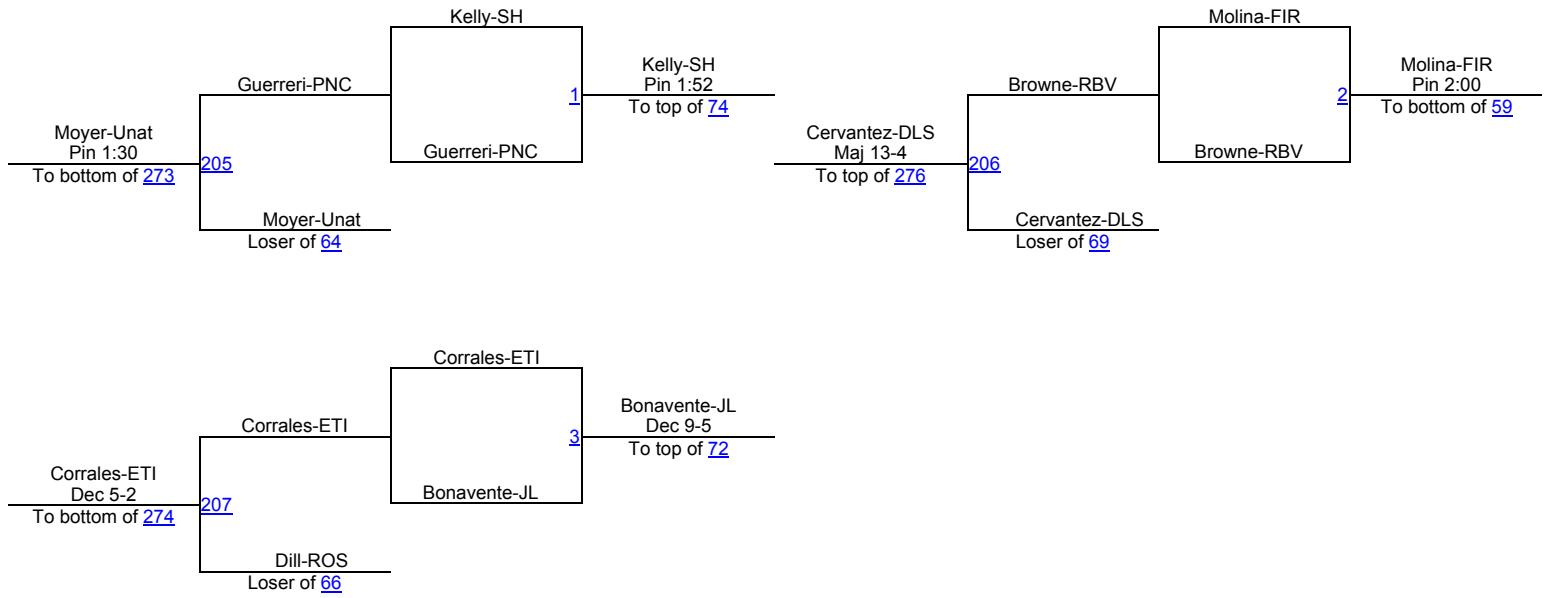 Kelly-SH
Guerreri-PNC
Kelly-SH
Pin 1:52
1
To top of 74
Moyer-Unat
Pin 1:30
Guerreri-PNC
205
To bottom of 273
Moyer-Unat
Loser of 64
Molina-FIR
Browne-RBV
Molina-FIR
Pin 2:00
2
To bottom of 59
Cervantez-DLS
Maj 13-4
Browne-RBV
206
To top of 276
Cervantez-DLS
Loser of 69
Corrales-ETI
Corrales-ETI
Bonavente-JL
Dec 9-5
3
To top of 72
Corrales-ETI
Dec 5-2
Bonavente-JL
207
To bottom of 274
Dill-ROS
Loser of 66